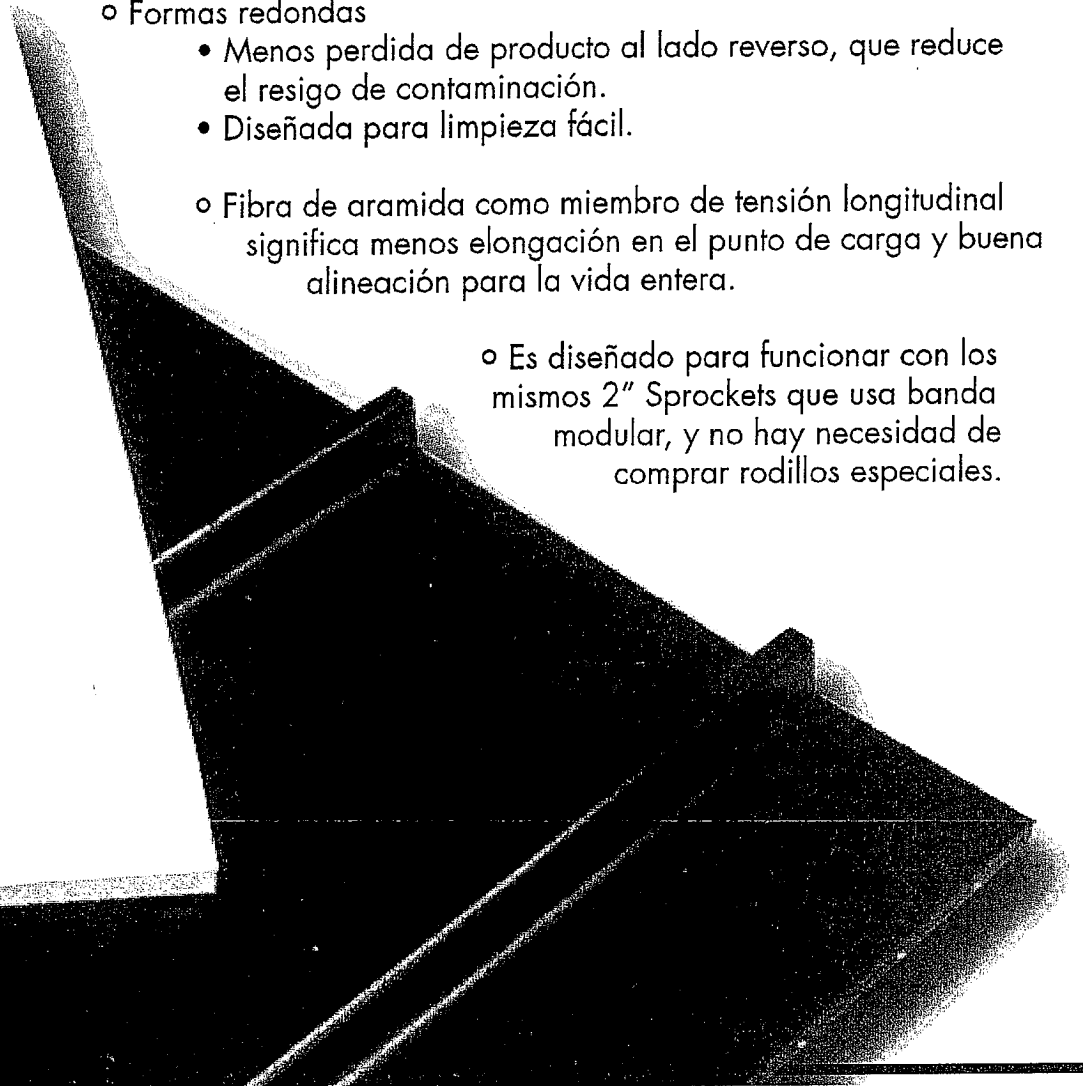 o Formas redondas
• Menos perdida de producto al lado reverso, que reduce
el resigo de contaminación.
• Diseñada para limpieza fácil.
o Fibra de aramida como miembro de tensión longitudinal
significa menos elongación en el punto de carga y buena
alineación para la vida entera.
o Es diseñado para funcionar con los
mismos 2" Sprockets que usa banda
modular, y no hay necesidad de
comprar rodillos especiales.